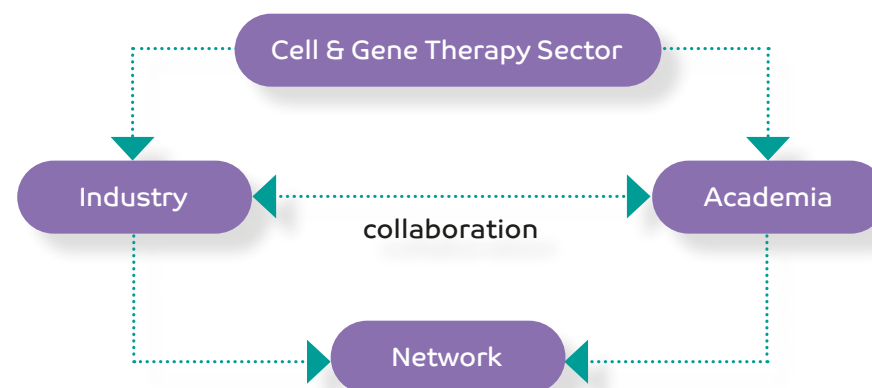 Cell & Gene Therapy Sector
Industry
Academia
collaboration
Network